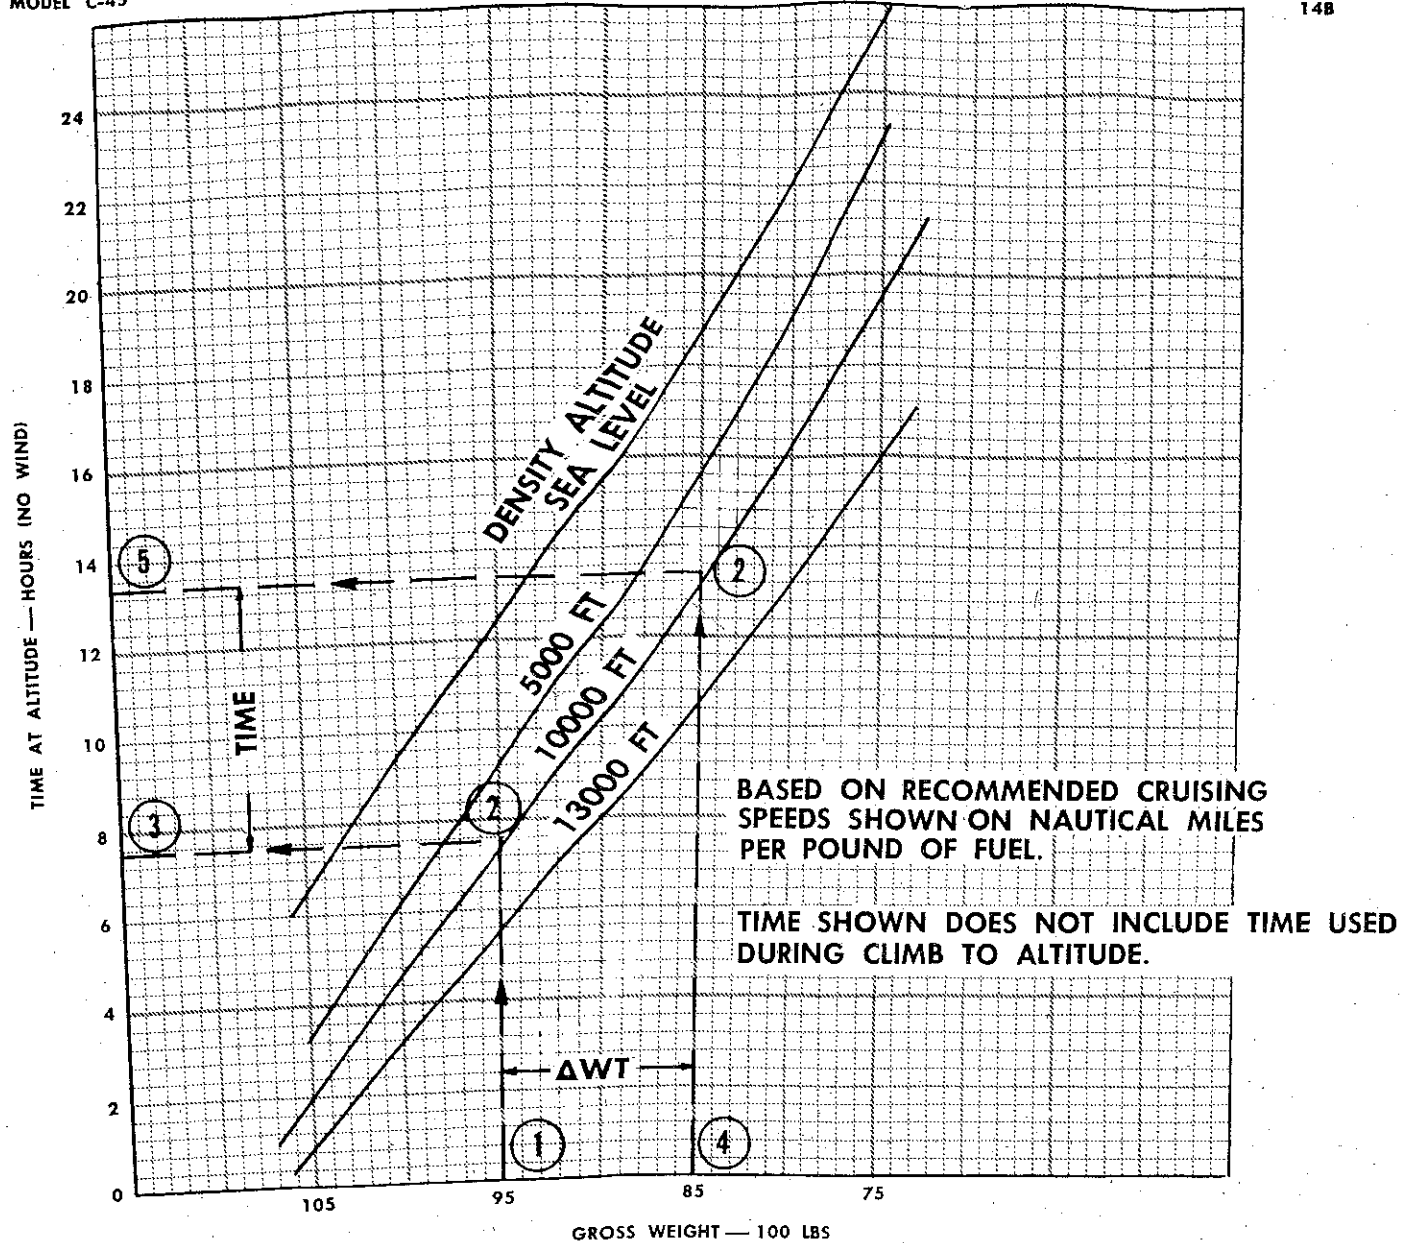 MODEL C-45
14B
24
22
20
18
16
14
12
10
8
6
4
2
0
TIME AT ALTITUDE — HOURS (NO WIND)
DENSITY ALTITUDE
SEA LEVEL
5000 FT
10000 FT
13000 FT
5
2
TIME
3
2
BASED ON RECOMMENDED CRUISING
SPEEDS SHOWN ON NAUTICAL MILES
PER POUND OF FUEL.
TIME SHOWN DOES NOT INCLUDE TIME USED
DURING CLIMB TO ALTITUDE.
ΔWT
1
4
105
95
85
75
GROSS WEIGHT — 100 LBS